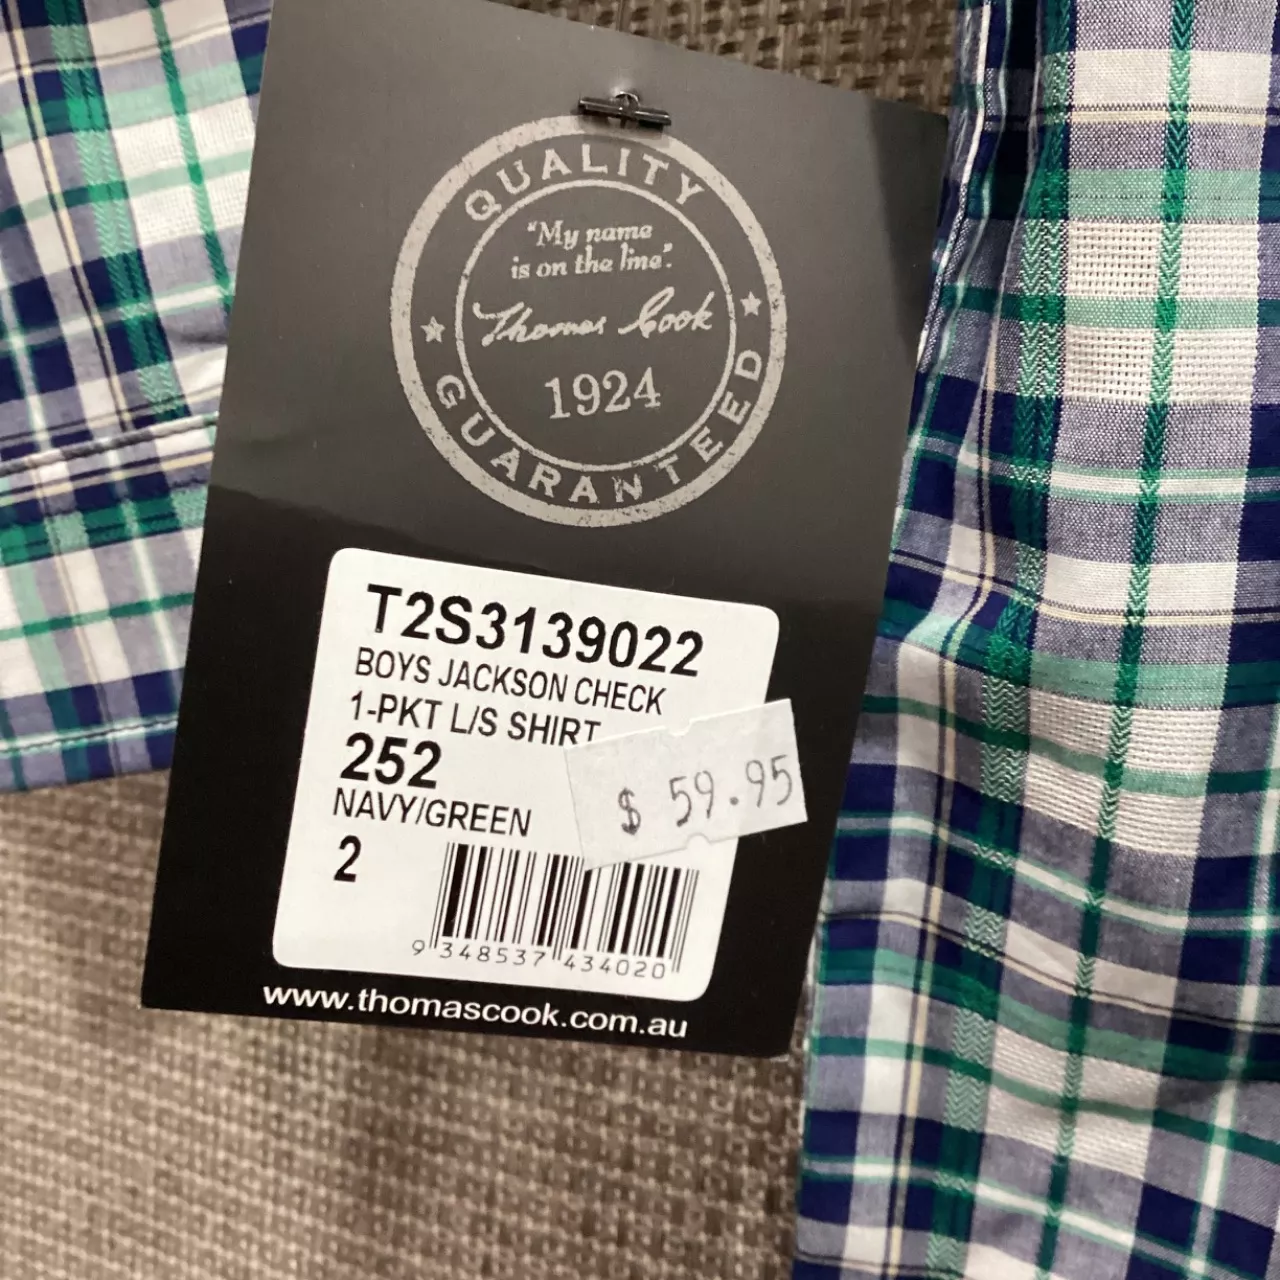 QUALITY
"My name
is on the line".
Thomas Cook
1924
GUARANTEED
T2S3139022
BOYS JACKSON CHECK
1-PKT L/S SHIRT
252
$ 59.95
NAVY/GREEN
2
9 348537 434020
www.thomascook.com.au